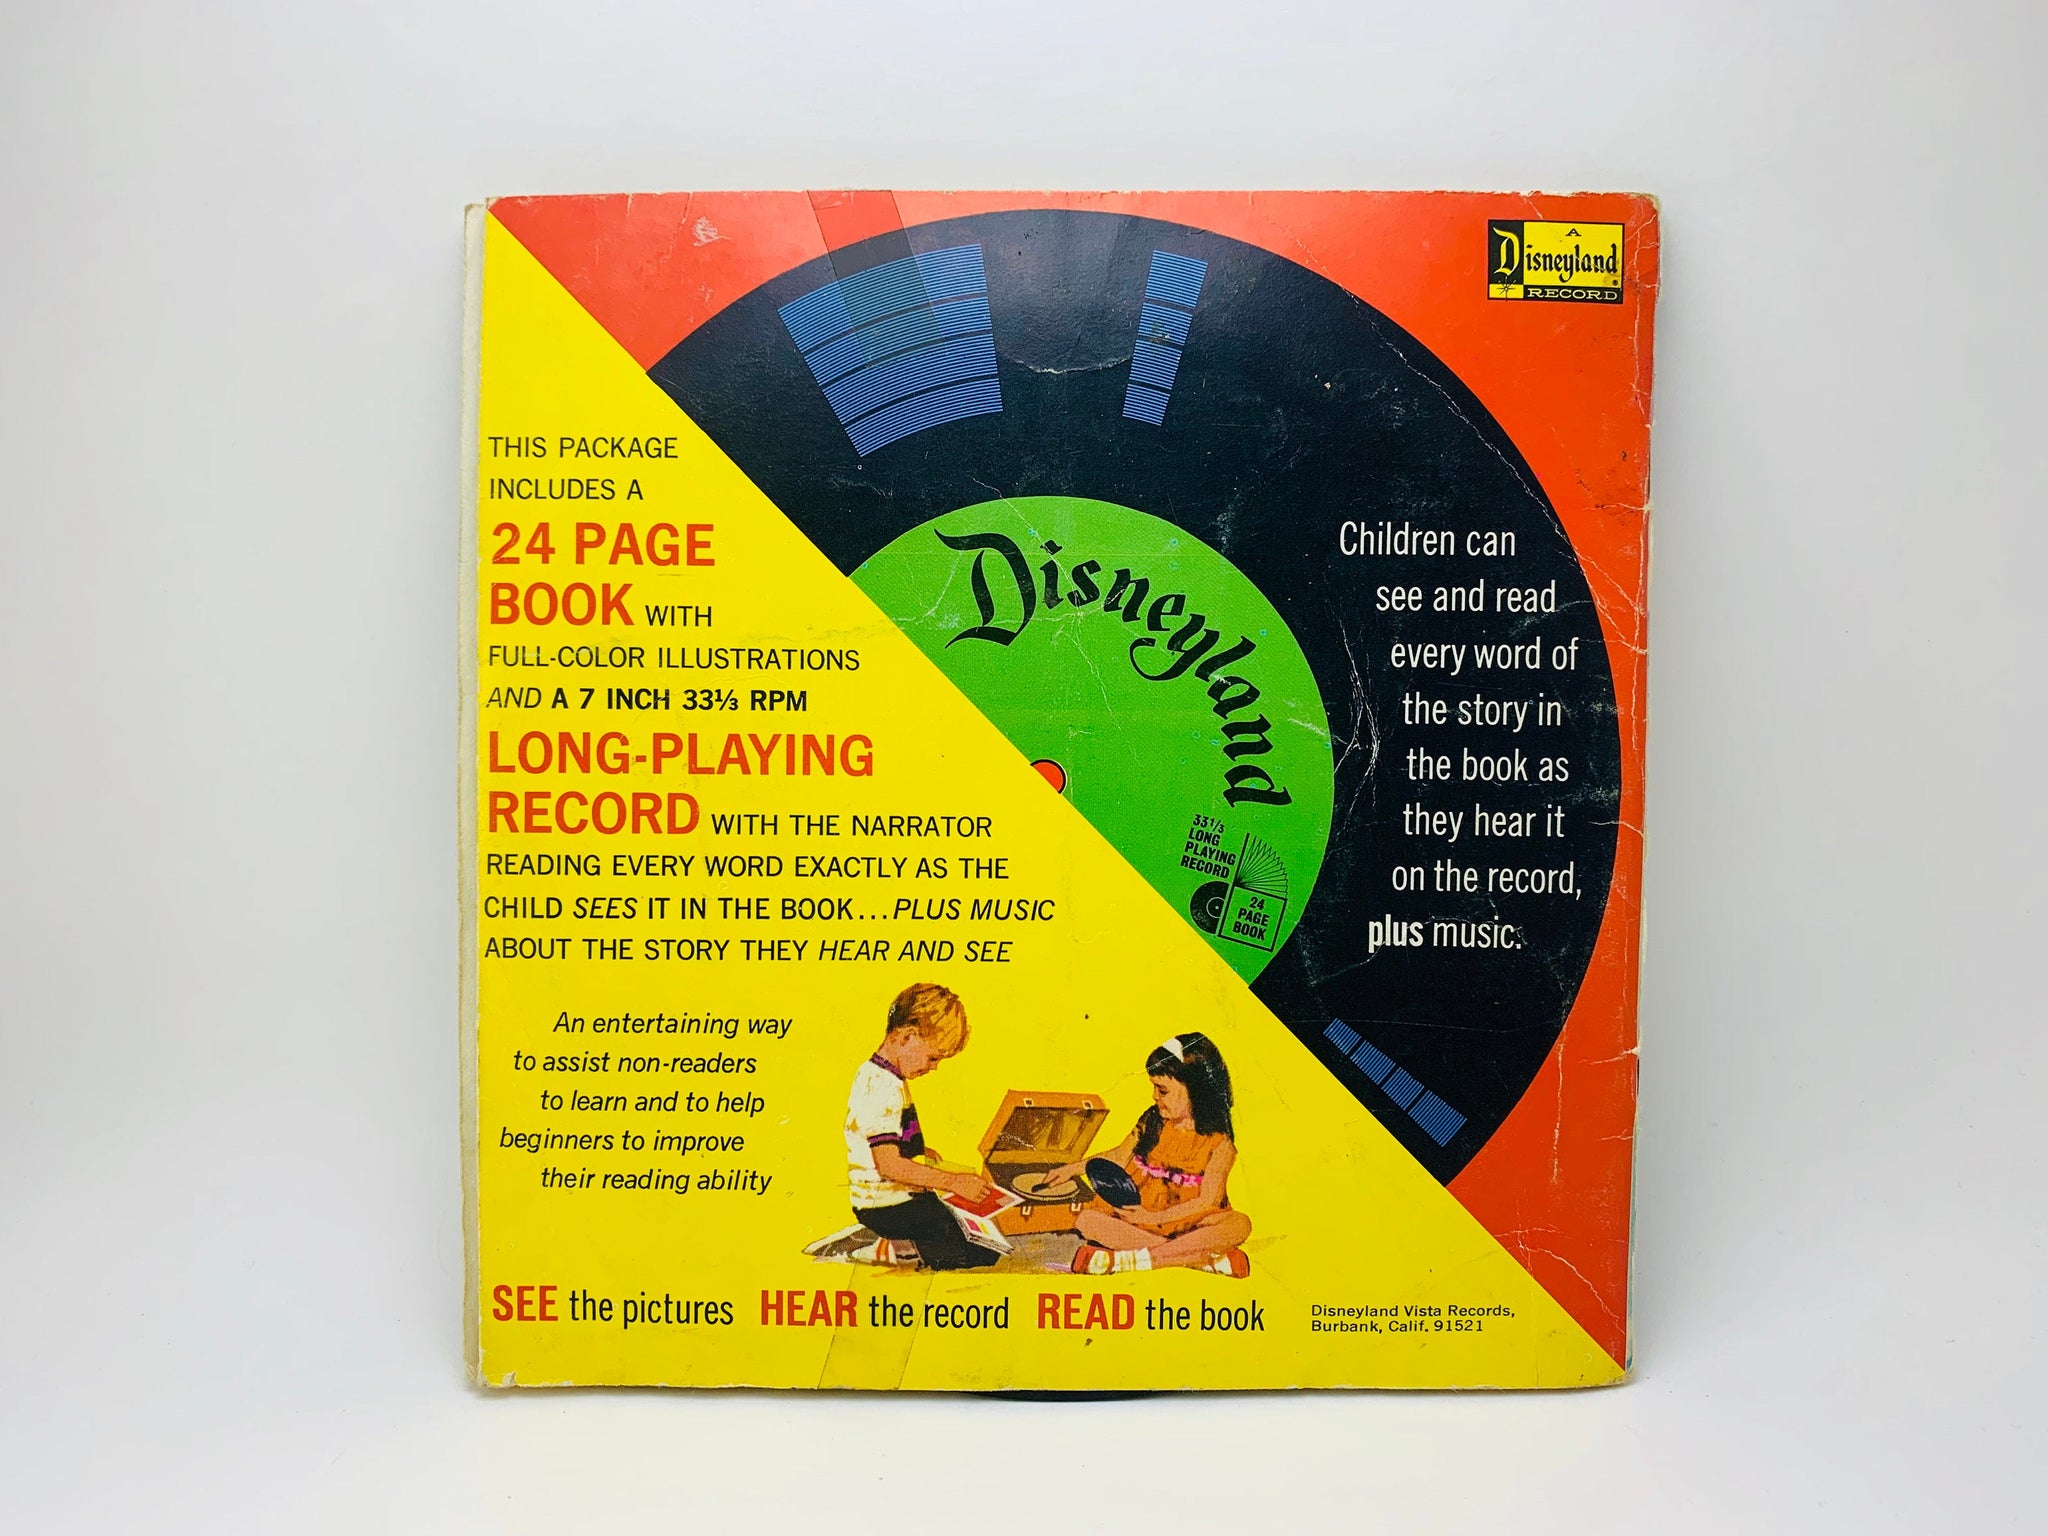 A
Disneyland
RECORD
THIS PACKAGE
INCLUDES A
24 PAGE
BOOK WITH
FULL-COLOR ILLUSTRATIONS
AND A 7 INCH 33⅓ RPM
LONG-PLAYING
RECORD WITH THE NARRATOR
READING EVERY WORD EXACTLY AS THE
CHILD SEES IT IN THE BOOK...PLUS MUSIC
ABOUT THE STORY THEY HEAR AND SEE
An entertaining way
to assist non-readers
to learn and to help
beginners to improve
their reading ability
Disneyland
33 1/3
LONG
PLAYING
RECORD
24
PAGE
BOOK
Children can
see and read
every word of
the story in
the book as
they hear it
on the record,
plus music.
SEE the pictures HEAR the record READ the book
Disneyland Vista Records,
Burbank, Calif. 91521